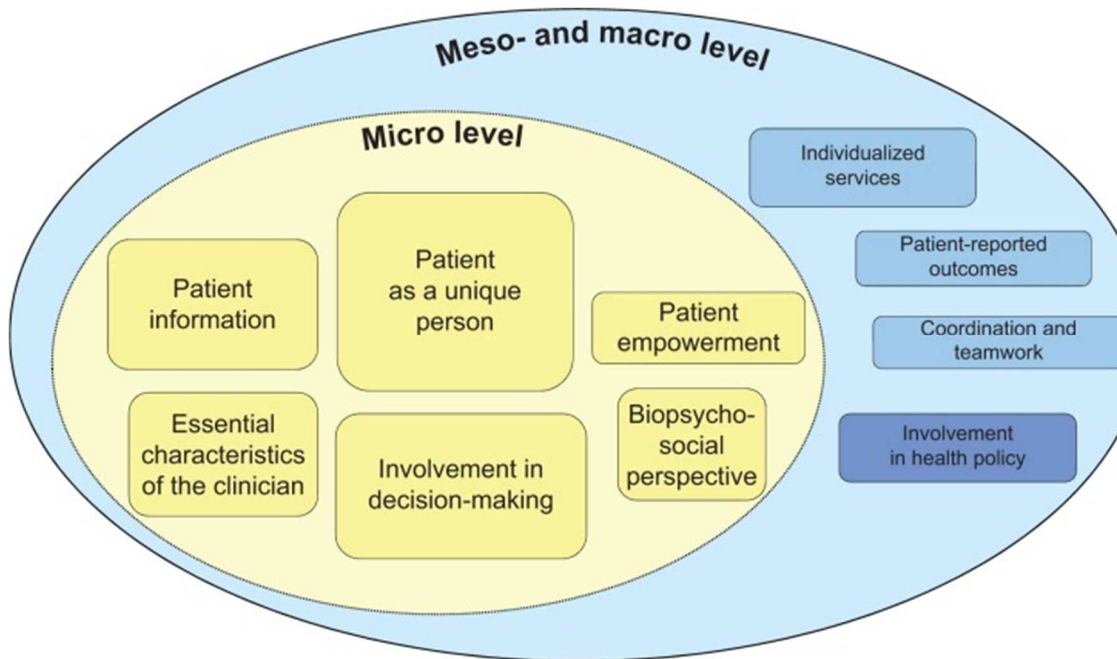 Meso- and macro level
Micro level
Individualized
services
Patient
as a unique
person
Patient
information
Patient-reported
outcomes
Patient
empowerment
Coordination and
teamwork
Essential
characteristics
of the clinician
Involvement in
decision-making
Biopsycho-
social
perspective
Involvement
in health policy